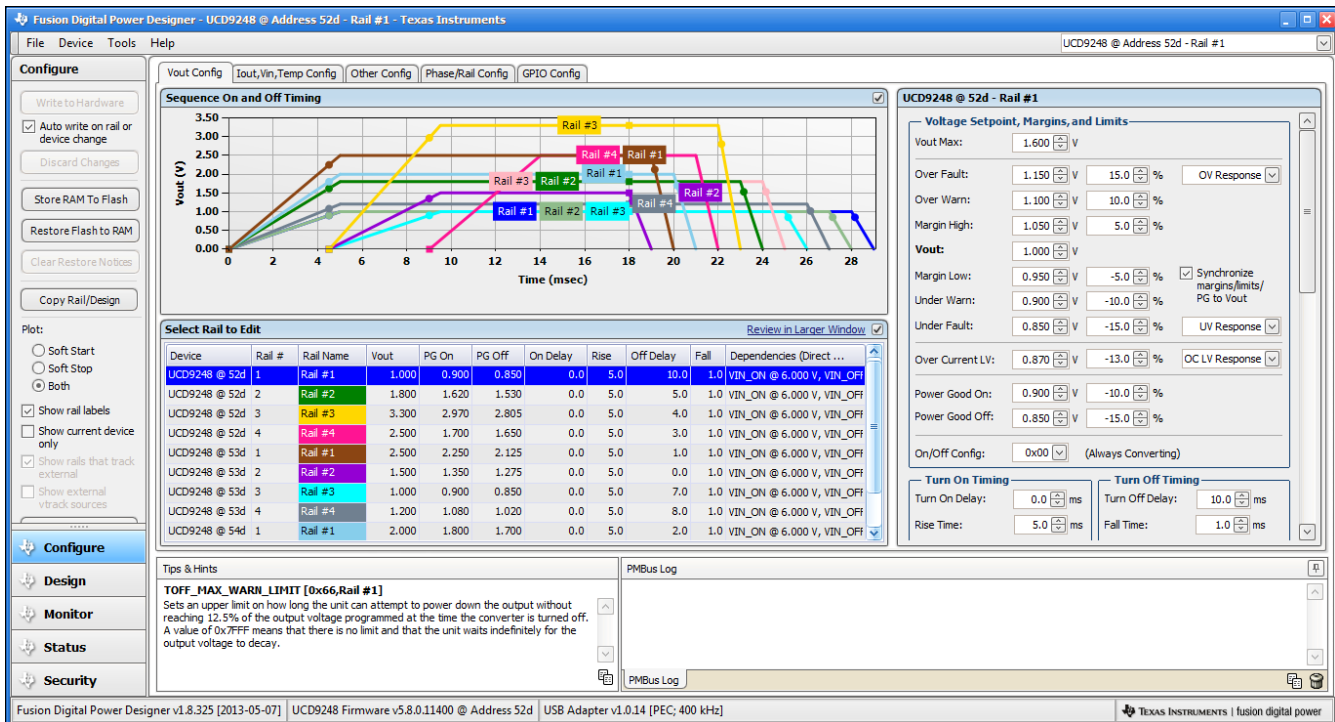 Fusion Digital Power Designer - UCD9248 @ Address 52d - Rail #1 - Texas Instruments
File Device Tools Help
UCD9248 @ Address 52d - Rail #1
Configure
Write to Hardware
Auto write on rail or
device change
Discard Changes
Store RAM To Flash
Restore Flash to RAM
Clear Restore Notices
Copy Rail/Design
Plot:
Soft Start
Soft Stop
Both
Show rail labels
Show current device
only
Show rails that track
external
Show external
vtrack sources
Configure
Design
Monitor
Status
Security
Vout Config Iout,Vin,Temp Config Other Config Phase/Rail Config GPIO Config
Sequence On and Off Timing
Vout (V)
3.50
3.00
2.50
2.00
1.50
1.00
0.50
0.00
0 2 4 6 8 10 12 14 16 18 20 22 24 26 28
Time (msec)
Rail #3
Rail #4 Rail #1
Rail #1
Rail #3 Rail #2
Rail #2
Rail #4
Rail #1 Rail #2 Rail #3
Select Rail to Edit Review in Larger Window
Device Rail # Rail Name Vout PG On PG Off On Delay Rise Off Delay Fall Dependencies (Direct ...
UCD9248 @ 52d 1 Rail #1 1.000 0.900 0.850 0.0 5.0 10.0 1.0 VIN_ON @ 6.000 V, VIN_OFF
UCD9248 @ 52d 2 Rail #2 1.800 1.620 1.530 0.0 5.0 5.0 1.0 VIN_ON @ 6.000 V, VIN_OFF
UCD9248 @ 52d 3 Rail #3 3.300 2.970 2.805 0.0 5.0 4.0 1.0 VIN_ON @ 6.000 V, VIN_OFF
UCD9248 @ 52d 4 Rail #4 2.500 1.700 1.650 0.0 5.0 3.0 1.0 VIN_ON @ 6.000 V, VIN_OFF
UCD9248 @ 53d 1 Rail #1 2.500 2.250 2.125 0.0 5.0 1.0 1.0 VIN_ON @ 6.000 V, VIN_OFF
UCD9248 @ 53d 2 Rail #2 1.500 1.350 1.275 0.0 5.0 0.0 1.0 VIN_ON @ 6.000 V, VIN_OFF
UCD9248 @ 53d 3 Rail #3 1.000 0.900 0.850 0.0 5.0 7.0 1.0 VIN_ON @ 6.000 V, VIN_OFF
UCD9248 @ 53d 4 Rail #4 1.200 1.080 1.020 0.0 5.0 8.0 1.0 VIN_ON @ 6.000 V, VIN_OFF
UCD9248 @ 54d 1 Rail #1 2.000 1.800 1.700 0.0 5.0 2.0 1.0 VIN_ON @ 6.000 V, VIN_OFF
UCD9248 @ 52d - Rail #1
Voltage Setpoint, Margins, and Limits
Vout Max: 1.600 V
Over Fault: 1.150 V 15.0 % OV Response
Over Warn: 1.100 V 10.0 %
Margin High: 1.050 V 5.0 %
Vout: 1.000 V
Margin Low: 0.950 V -5.0 % Synchronize
margins/limits/
PG to Vout
Under Warn: 0.900 V -10.0 %
Under Fault: 0.850 V -15.0 % UV Response
Over Current LV: 0.870 V -13.0 % OC LV Response
Power Good On: 0.900 V -10.0 %
Power Good Off: 0.850 V -15.0 %
On/Off Config: 0x00 (Always Converting)
Turn On Timing Turn Off Timing
Turn On Delay: 0.0 ms Turn Off Delay: 10.0 ms
Rise Time: 5.0 ms Fall Time: 1.0 ms
Tips & Hints
TOFF_MAX_WARN_LIMIT [0x66,Rail #1]
Sets an upper limit on how long the unit can attempt to power down the output without
reaching 12.5% of the output voltage programmed at the time the converter is turned off.
A value of 0x7FFF means that there is no limit and that the unit waits indefinitely for the
output voltage to decay.
PMBus Log
PMBus Log
Fusion Digital Power Designer v1.8.325 [2013-05-07] UCD9248 Firmware v5.8.0.11400 @ Address 52d USB Adapter v1.0.14 [PEC; 400 kHz] TEXAS INSTRUMENTS | fusion digital power